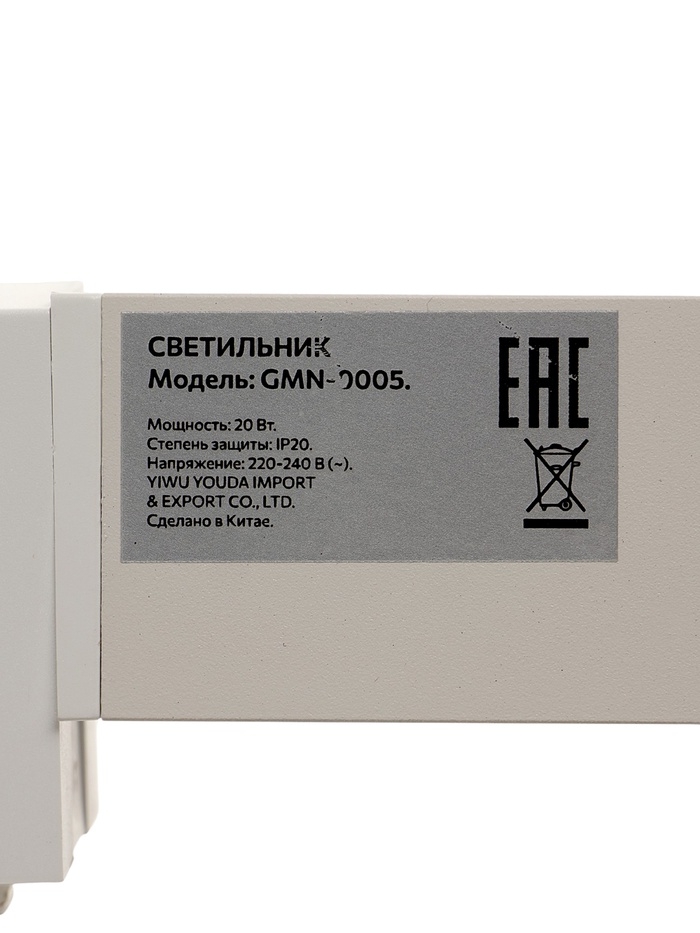 СВЕТИЛЬНИК
Модель: GMN-0005.
EAC
Мощность: 20 Вт.
Степень защиты: IP20.
Напряжение: 220-240 В (~).
YIWU YOUDA IMPORT
& EXPORT CO., LTD.
Сделано в Китае.